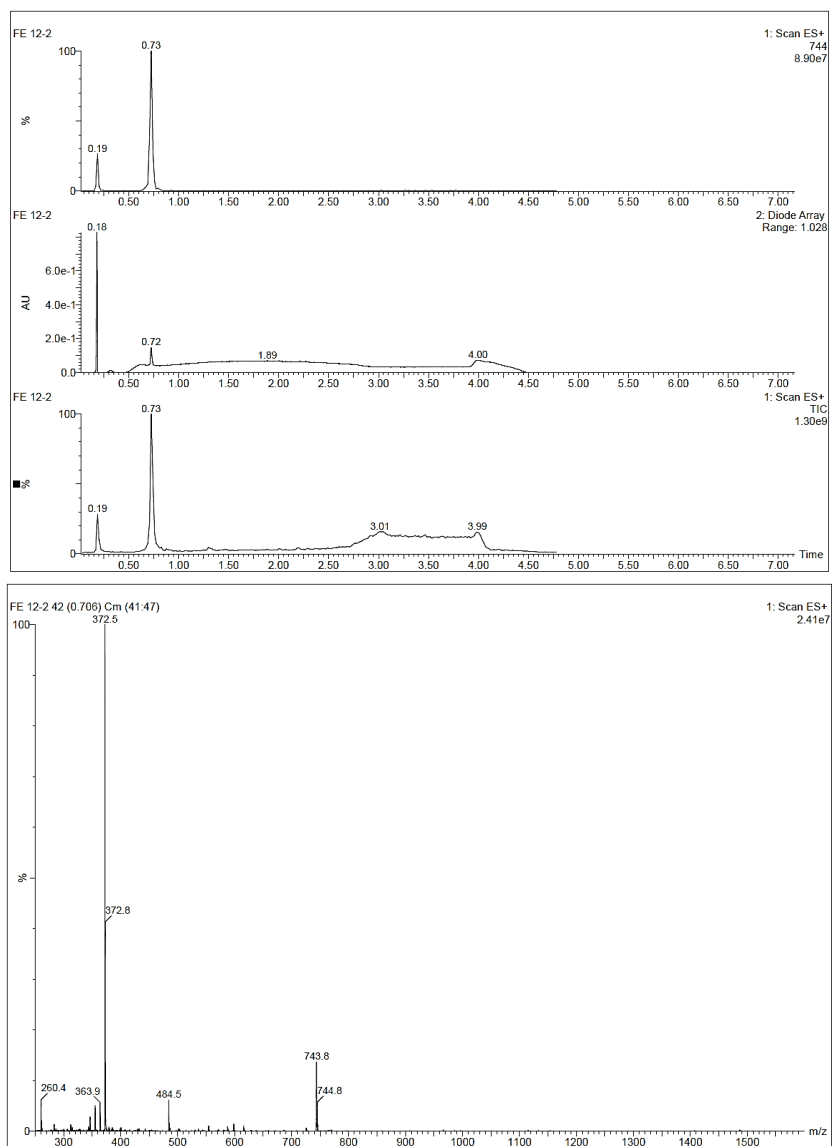 FE 12-2
1: Scan ES+
744
8.90e7
100
%
0
0.19
0.73
0.50 1.00 1.50 2.00 2.50 3.00 3.50 4.00 4.50 5.00 5.50 6.00 6.50 7.00
FE 12-2
2: Diode Array
Range: 1.028
AU
6.0e-1
4.0e-1
2.0e-1
0.0
0.18
0.72
1.89
4.00
0.50 1.00 1.50 2.00 2.50 3.00 3.50 4.00 4.50 5.00 5.50 6.00 6.50 7.00
FE 12-2
1: Scan ES+
TIC
1.30e9
100
%
0
0.19
0.73
3.01
3.99
Time
0.50 1.00 1.50 2.00 2.50 3.00 3.50 4.00 4.50 5.00 5.50 6.00 6.50 7.00
FE 12-2 42 (0.706) Cm (41:47)
1: Scan ES+
2.41e7
100
%
0
372.5
372.8
260.4
363.9
484.5
743.8
744.8
m/z
300 400 500 600 700 800 900 1000 1100 1200 1300 1400 1500